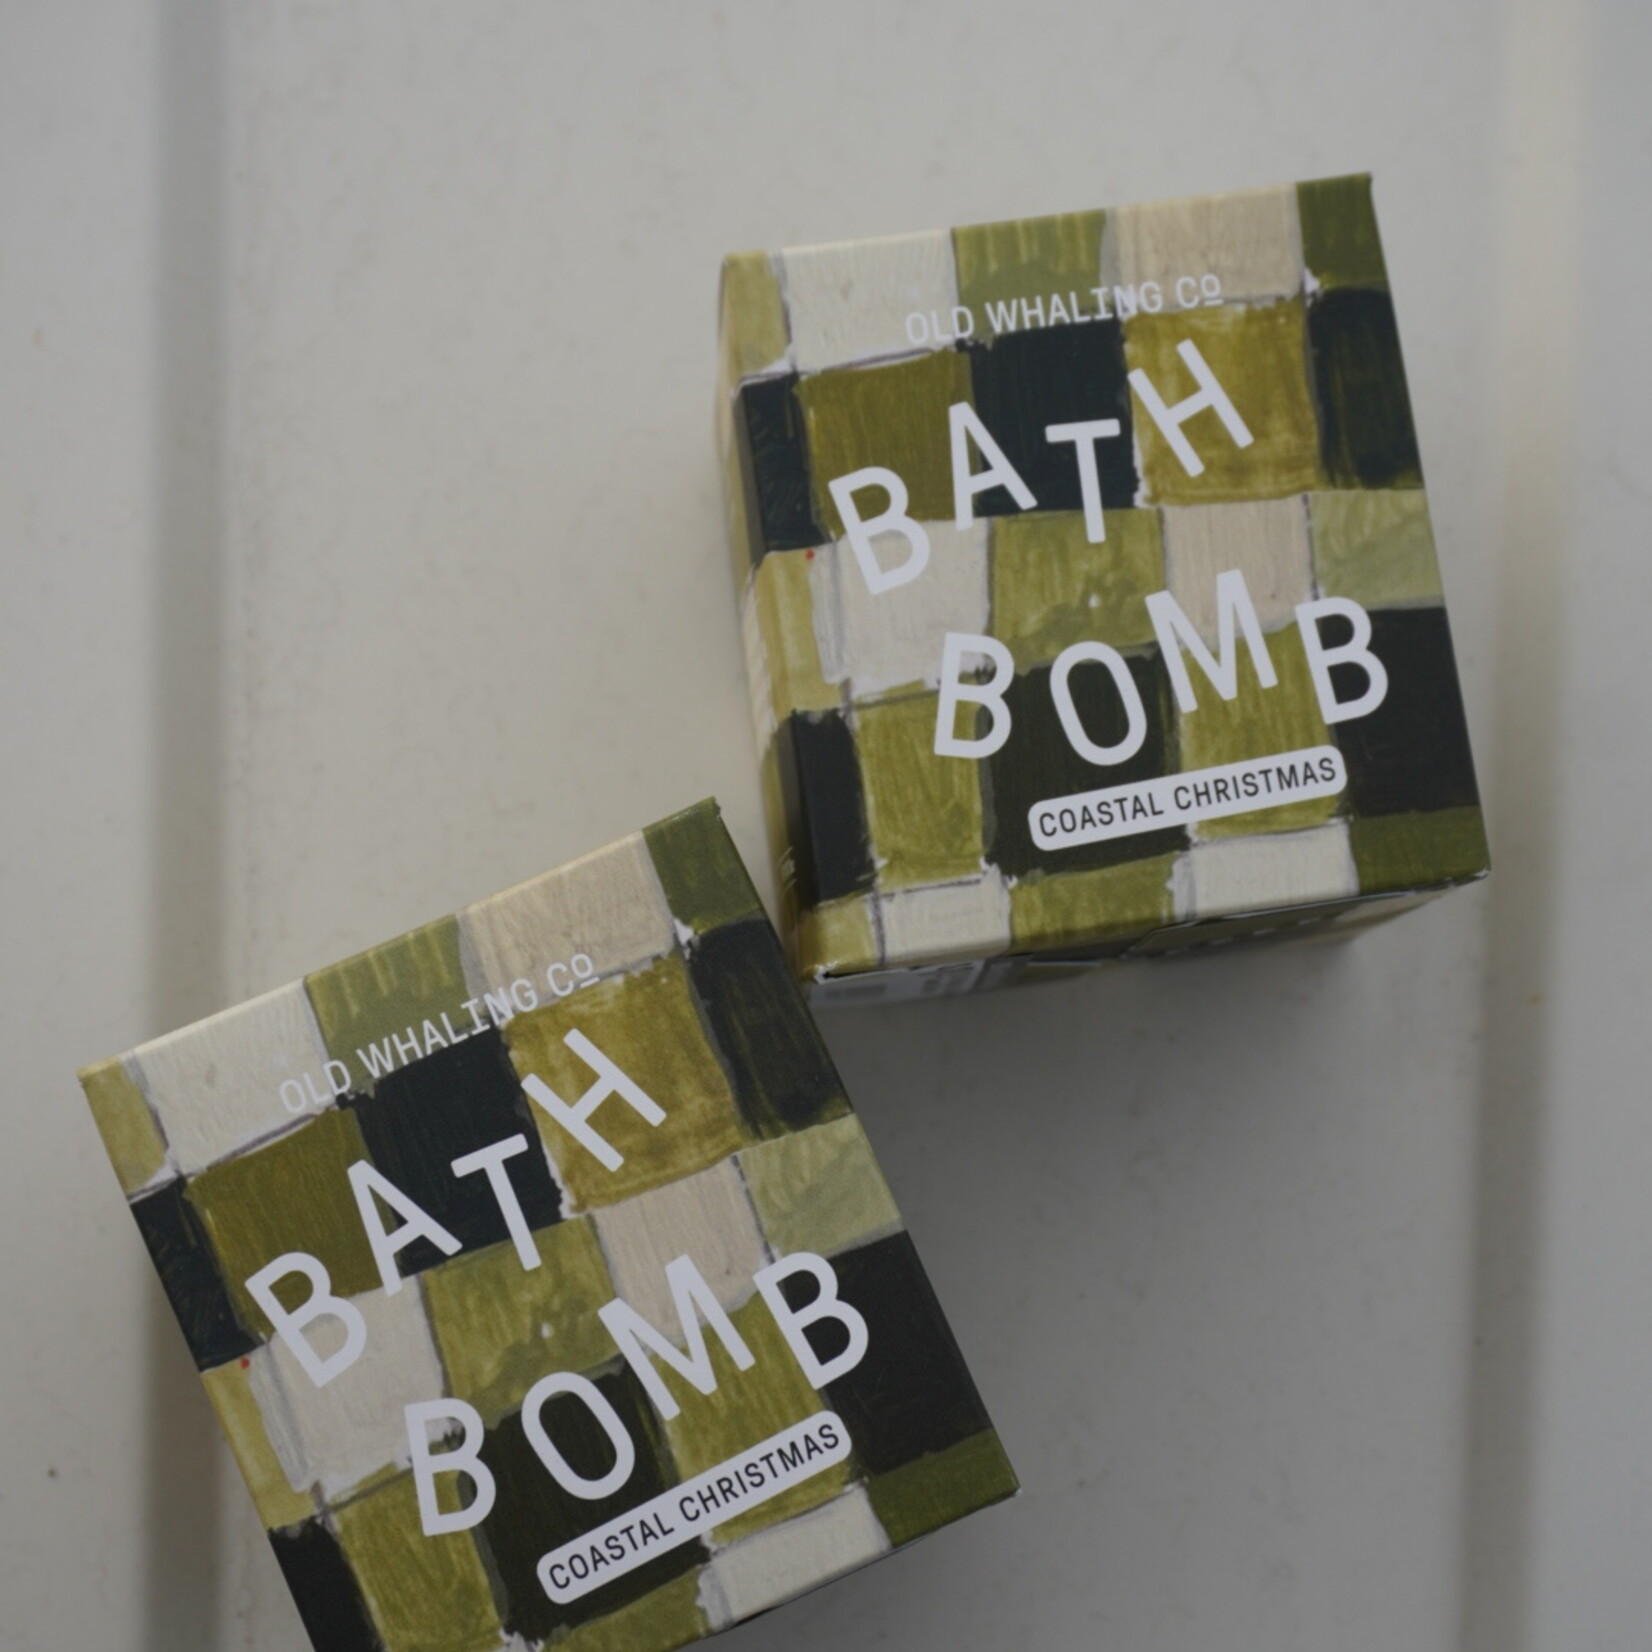 OLD WHALING Cº
BATH
BOMB
COASTAL CHRISTMAS
OLD WHALING Cº
BATH
BOMB
COASTAL CHRISTMAS